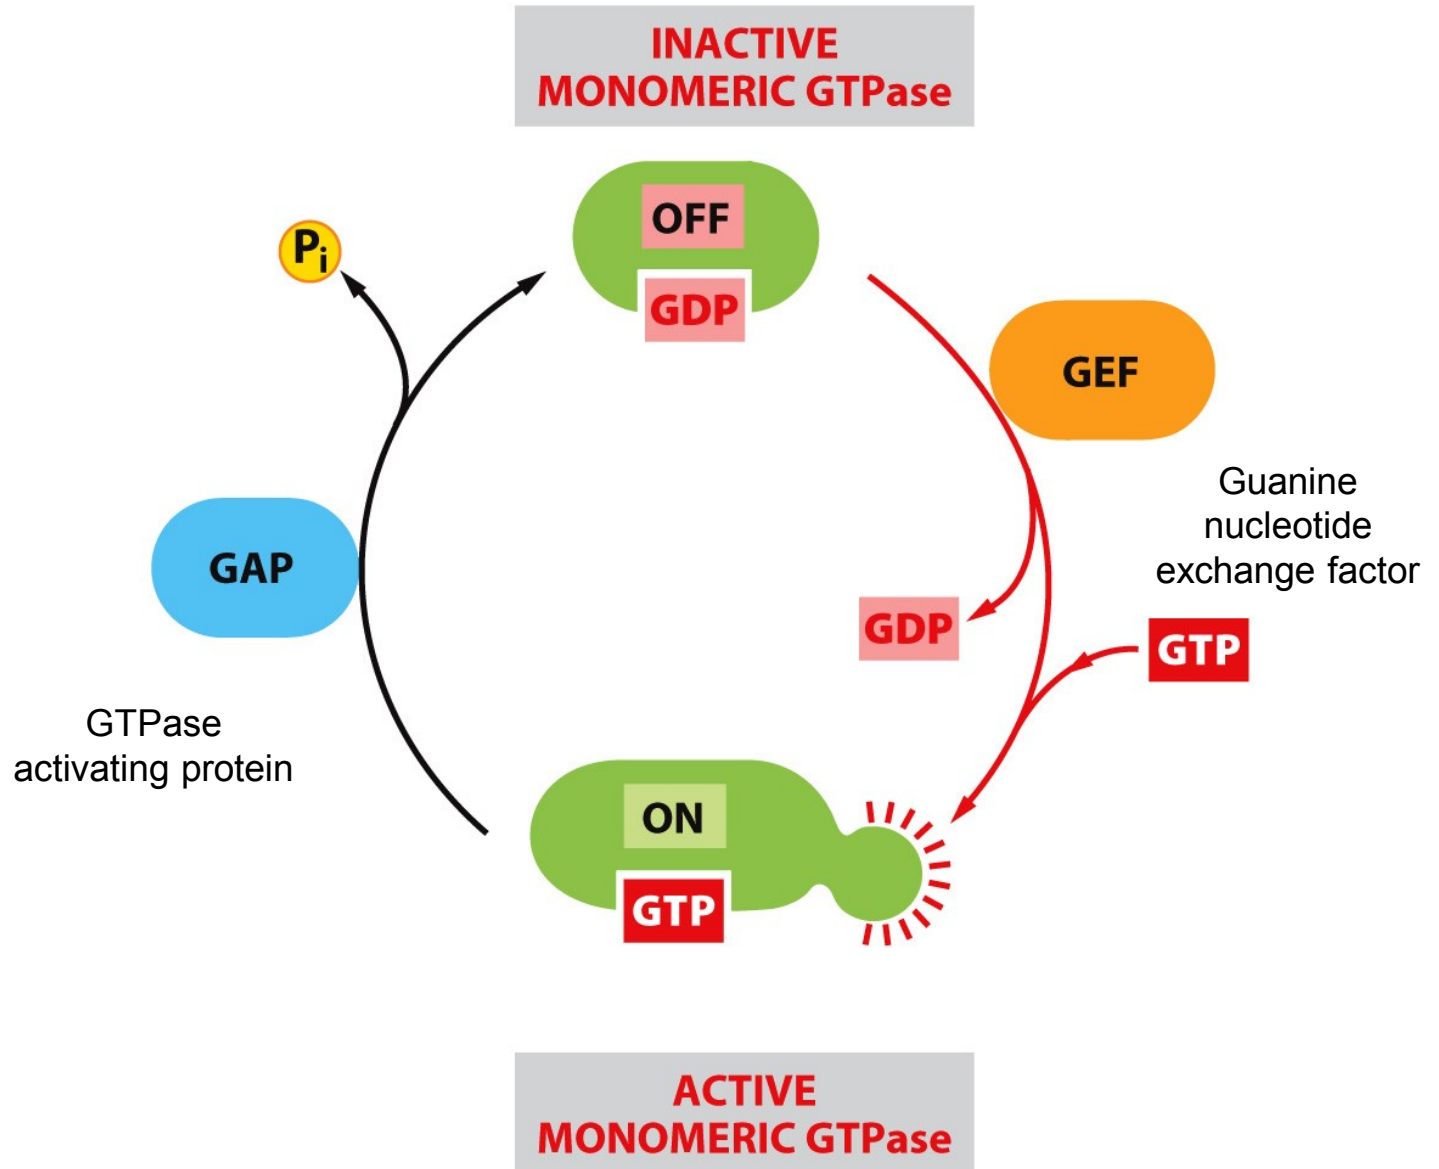 INACTIVE
MONOMERIC GTPase
OFF
GDP
Pi
GEF
Guanine
nucleotide
exchange factor
GAP
GDP
GTP
GTPase
activating protein
ON
GTP
ACTIVE
MONOMERIC GTPase